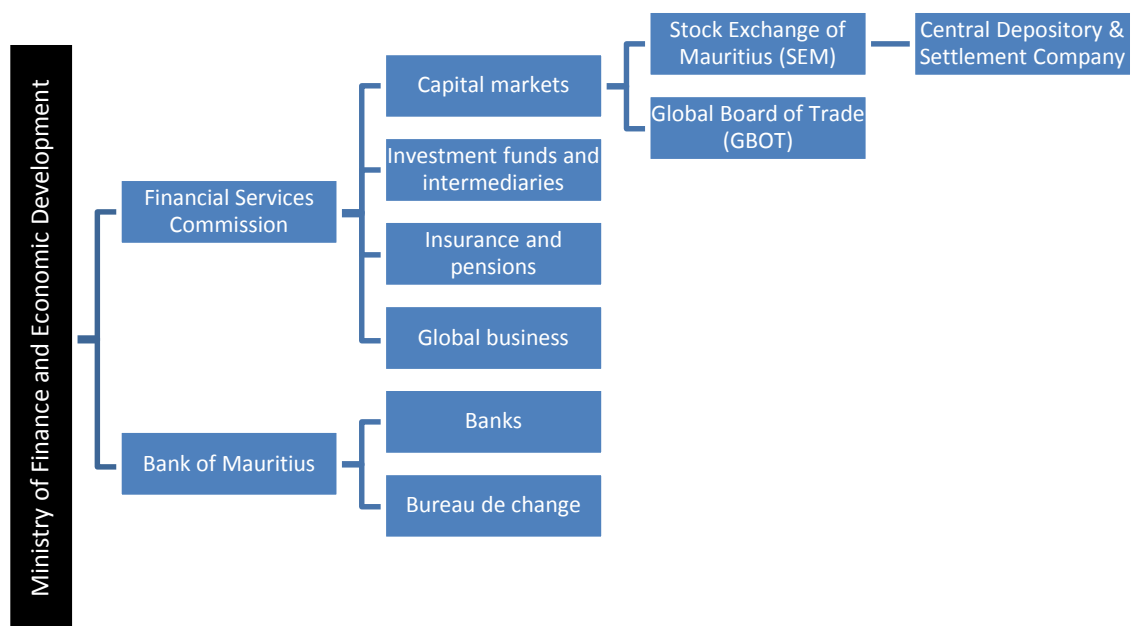 Ministry of Finance and Economic Development
Financial Services
Commission
Bank of Mauritius
Capital markets
Investment funds and
intermediaries
Insurance and
pensions
Global business
Banks
Bureau de change
Stock Exchange of
Mauritius (SEM)
Global Board of Trade
(GBOT)
Central Depository &
Settlement Company